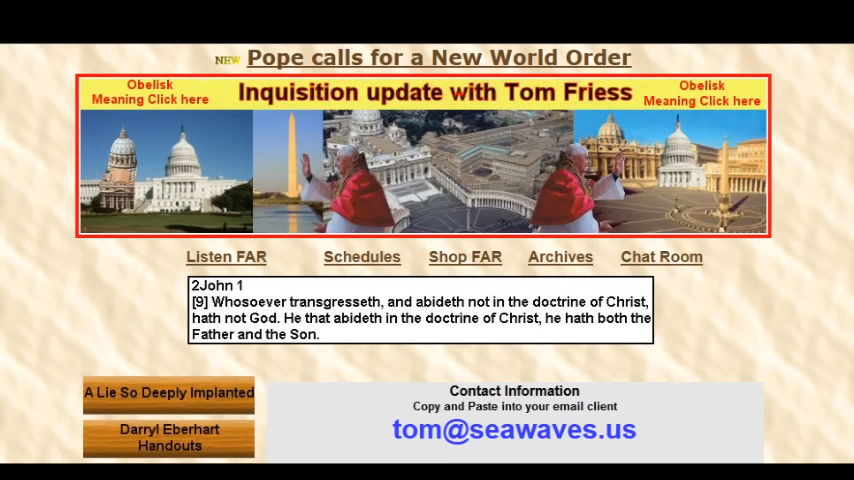 NEW Pope calls for a New World Order
Obelisk
Meaning Click here
Inquisition update with Tom Friess
Obelisk
Meaning Click here
Listen FAR Schedules Shop FAR Archives Chat Room
2John 1
[9] Whosoever transgresseth, and abideth not in the doctrine of Christ,
hath not God. He that abideth in the doctrine of Christ, he hath both the
Father and the Son.
A Lie So Deeply Implanted
Darryl Eberhart
Handouts
Contact Information
Copy and Paste into your email client
tom@seawaves.us